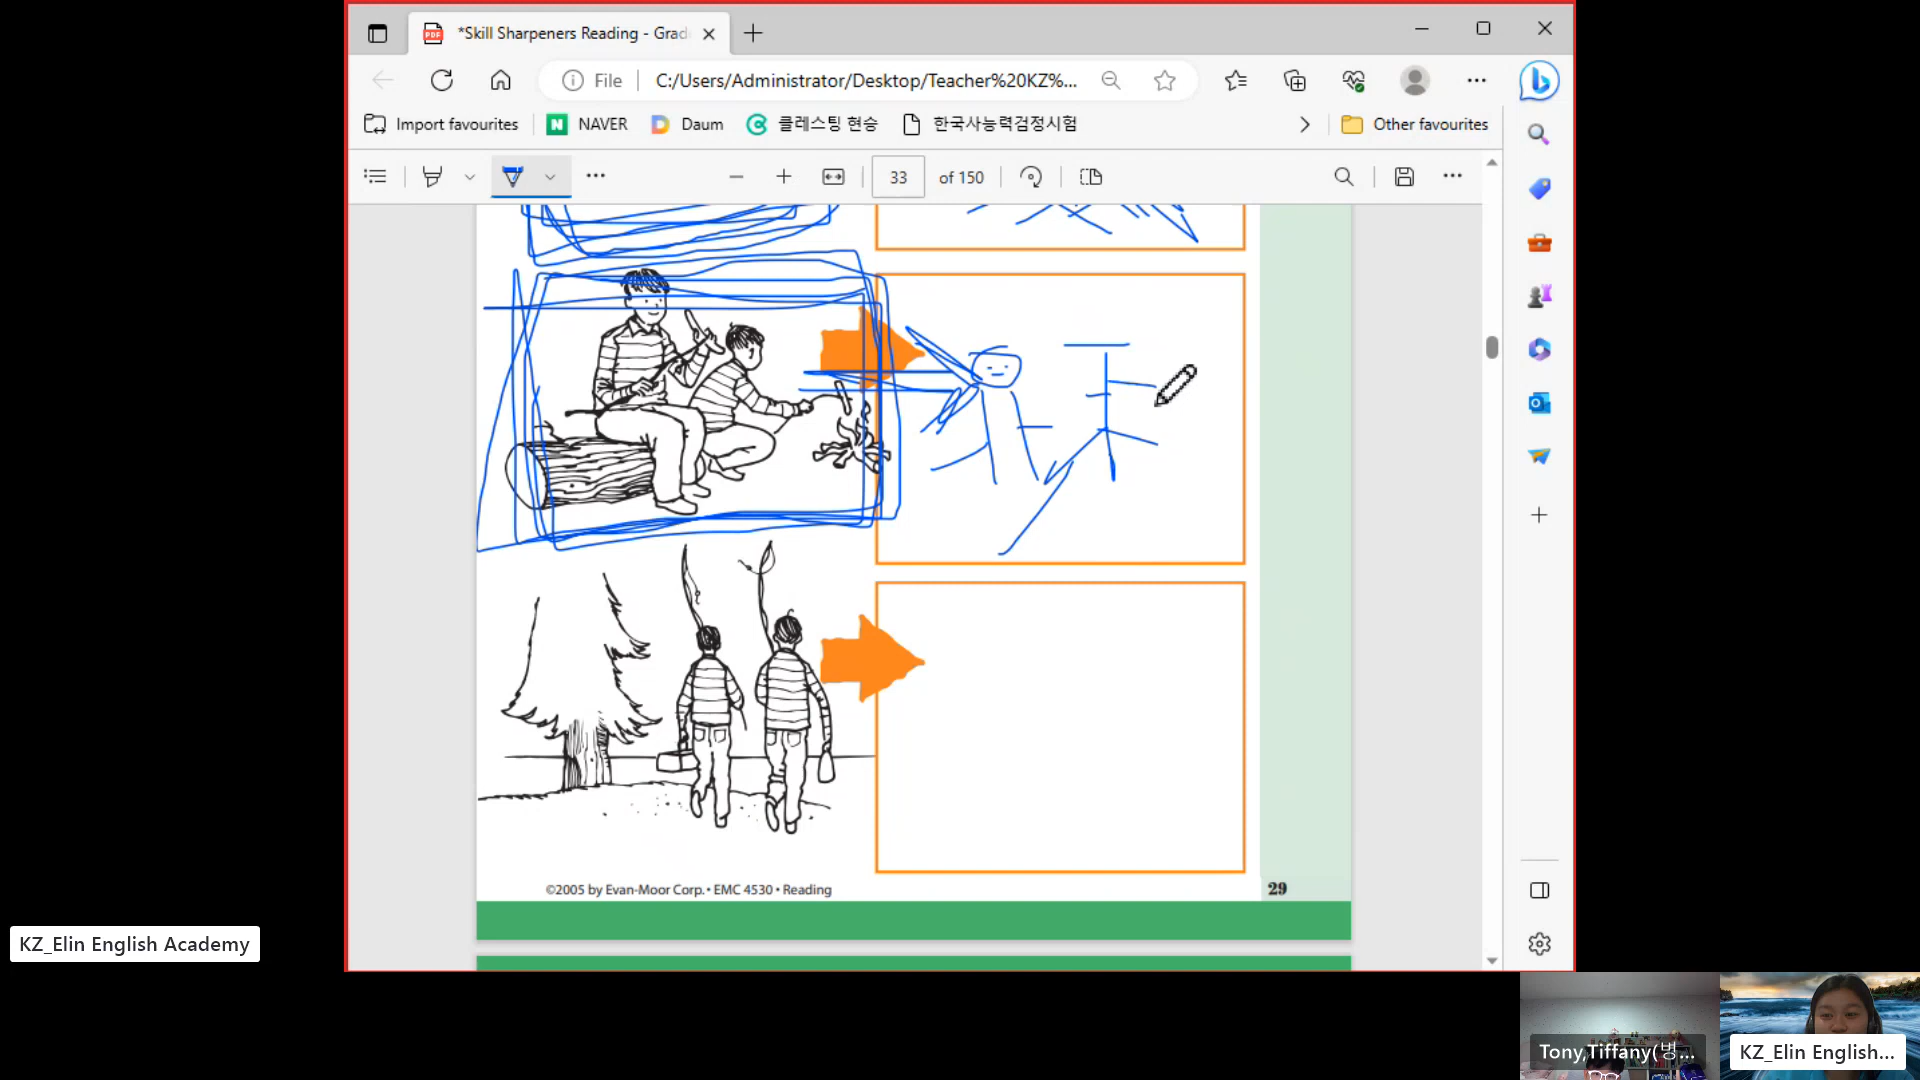 *Skill Sharpeners Reading - Grad
File
C:/Users/Administrator/Desktop/Teacher%20KZ%...
Import favourites
NAVER
Daum
클레스팅 현승
한국사능력검정시험
Other favourites
33 of 150
©2005 by Evan-Moor Corp. • EMC 4530 • Reading
29
KZ_Elin English Academy
Tony,Tiffany(병...
KZ_Elin English...